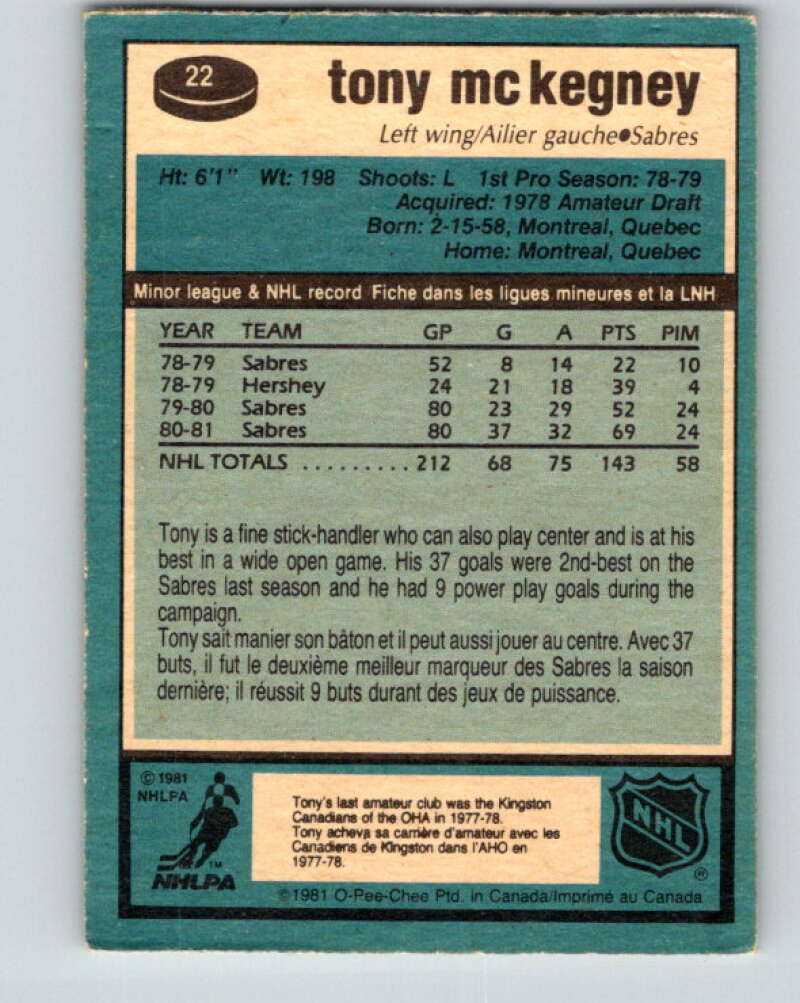 22
tony mc kegney
Left wing/Ailier gauche●Sabres
Ht: 6'1" Wt: 198 Shoots: L 1st Pro Season: 78-79
Acquired: 1978 Amateur Draft
Born: 2-15-58, Montreal, Quebec
Home: Montreal, Quebec
Minor league & NHL record Fiche dans les ligues mineures et la LNH
YEAR TEAM GP G A PTS PIM
78-79 Sabres 52 8 14 22 10
78-79 Hershey 24 21 18 39 4
79-80 Sabres 80 23 29 52 24
80-81 Sabres 80 37 32 69 24
NHL TOTALS ......... 212 68 75 143 58
Tony is a fine stick-handler who can also play center and is at his
best in a wide open game. His 37 goals were 2nd-best on the
Sabres last season and he had 9 power play goals during the
campaign.
Tony sait manier son bâton et il peut aussi jouer au centre. Avec 37
buts, il fut le deuxième meilleur marqueur des Sabres la saison
dernière; il réussit 9 buts durant des jeux de puissance.
© 1981
NHLPA
TM
NHLPA
Tony's last amateur club was the Kingston
Canadians of the OHA in 1977-78.
Tony acheva sa carrière d'amateur avec les
Canadiens de Kingston dans l'AHO en
1977-78.
NHL
®
© 1981 O-Pee-Chee Ptd. in Canada/Imprimé au Canada